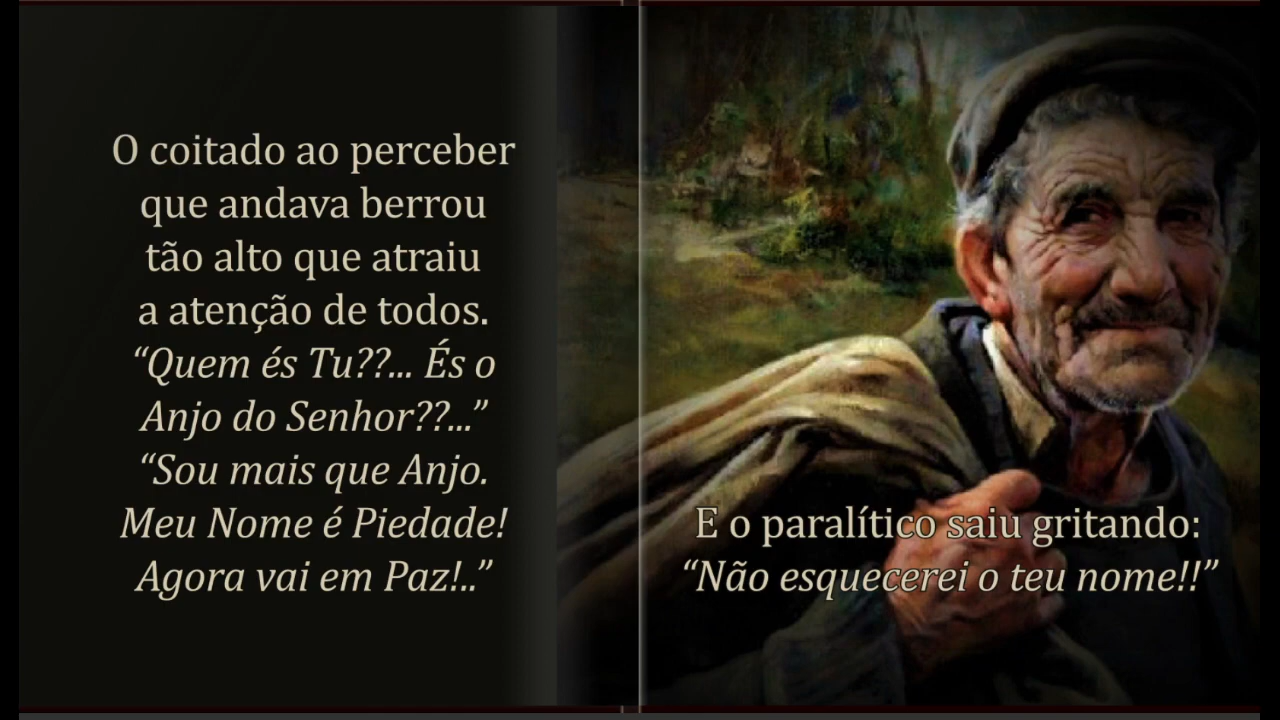 O coitado ao perceber
que andava berrou
tão alto que atraiu
a atenção de todos.
“Quem és Tu??... És o
Anjo do Senhor??...”
“Sou mais que Anjo.
Meu Nome é Piedade!
Agora vai em Paz!..”
E o paralítico saiu gritando:
“Não esquecerei o teu nome!!”